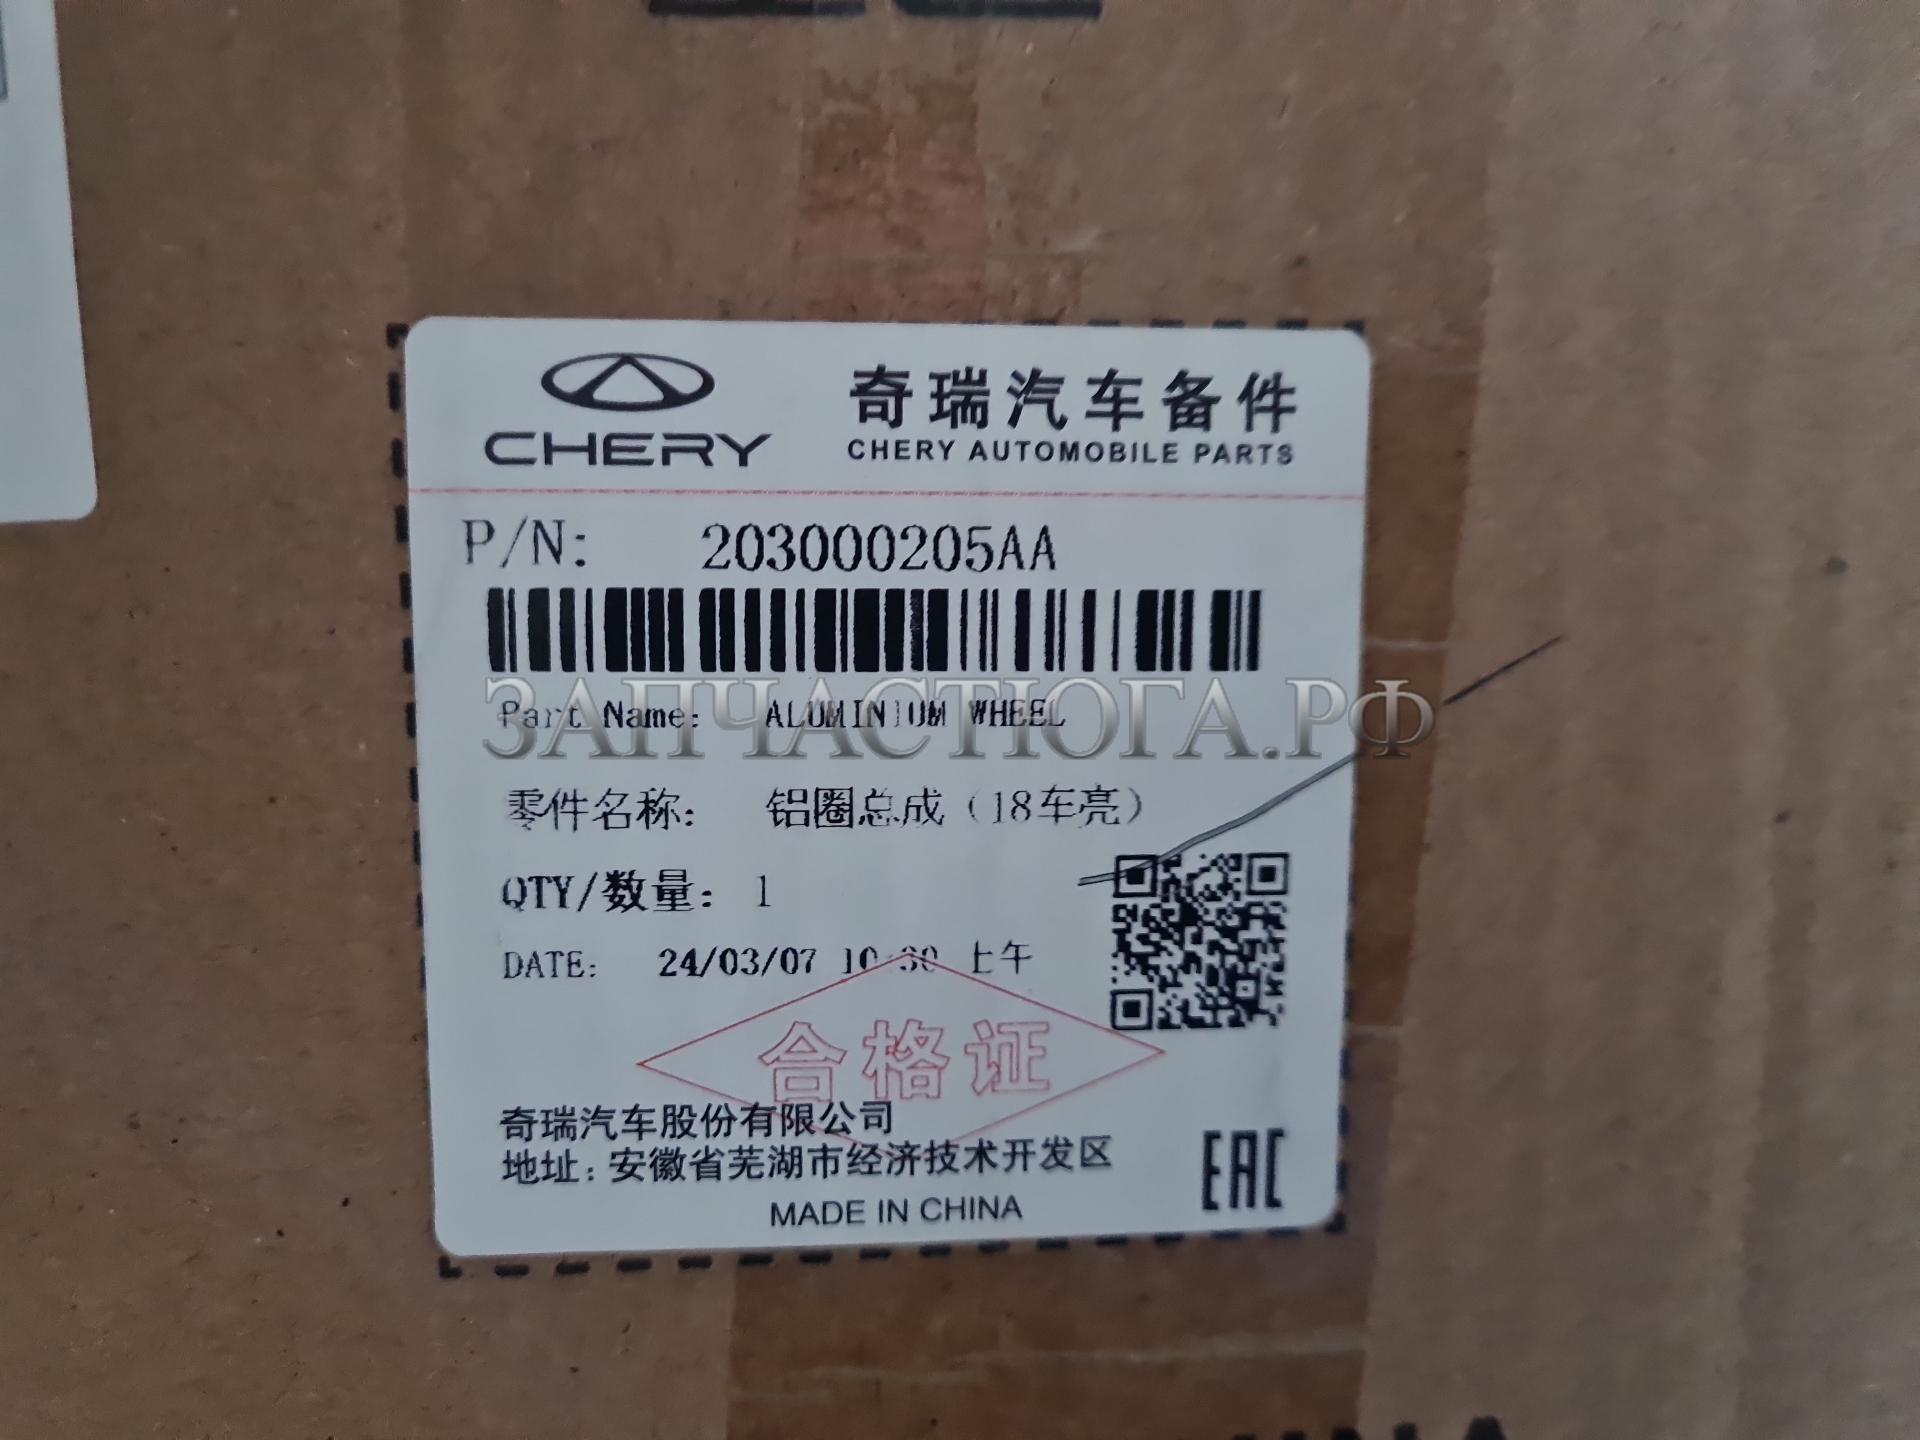 CHERY
奇瑞汽车备件
CHERY AUTOMOBILE PARTS
P/N: 203000205AA
ЗАПЧАСТЮГА.РФ
Part Name: ALUMINIUM WHEEL
零件名称: 铝圈总成（18车亮）
QTY/数量: 1
DATE: 24/03/07 10:30 上午
合格证
奇瑞汽车股份有限公司
地址：安徽省芜湖市经济技术开发区
EAC
MADE IN CHINA